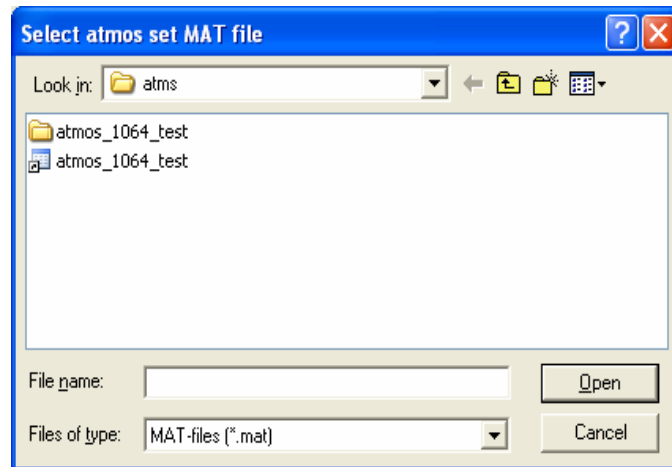 Select atmos set MAT file
Look in: atms
atmos_1064_test
atmos_1064_test
File name: Open
Files of type: MAT-files (*.mat) Cancel